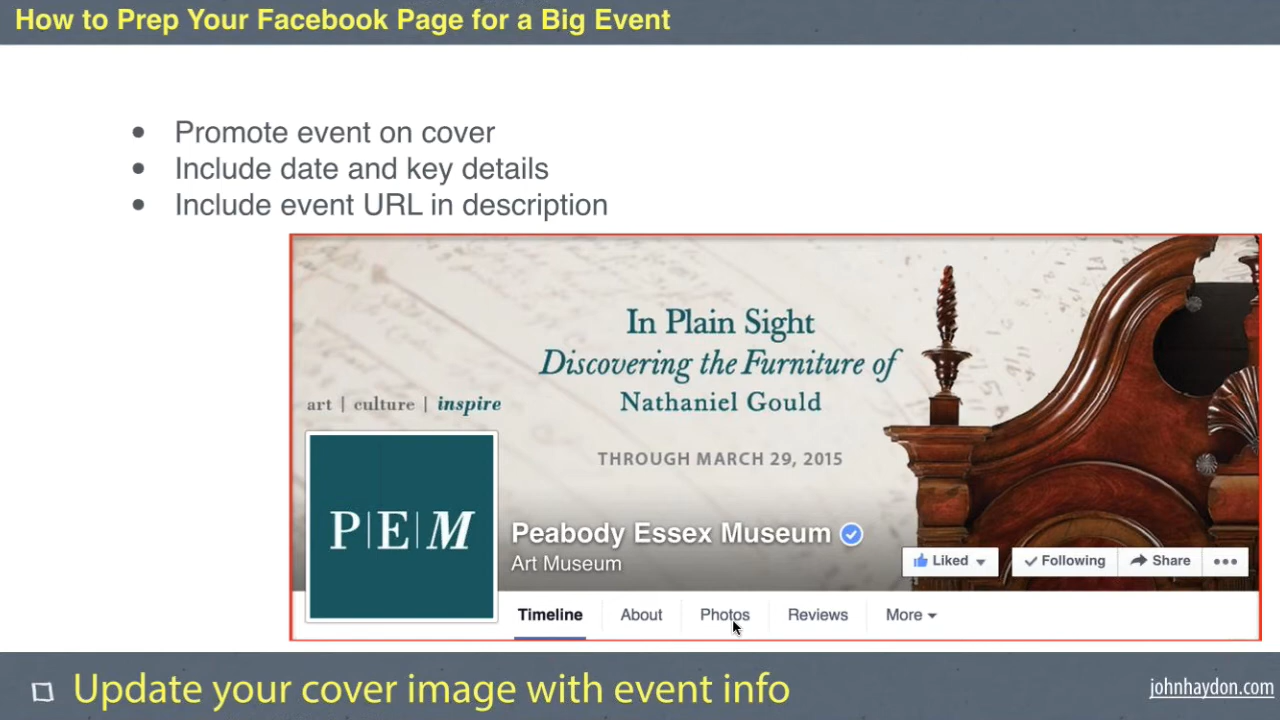 How to Prep Your Facebook Page for a Big Event
• Promote event on cover
• Include date and key details
• Include event URL in description
In Plain Sight
Discovering the Furniture of
Nathaniel Gould
art | culture | inspire
THROUGH MARCH 29, 2015
P|E|M
Peabody Essex Museum
Art Museum
Liked
Following
Share
Timeline
About
Photos
Reviews
More
Update your cover image with event info
johnhaydon.com